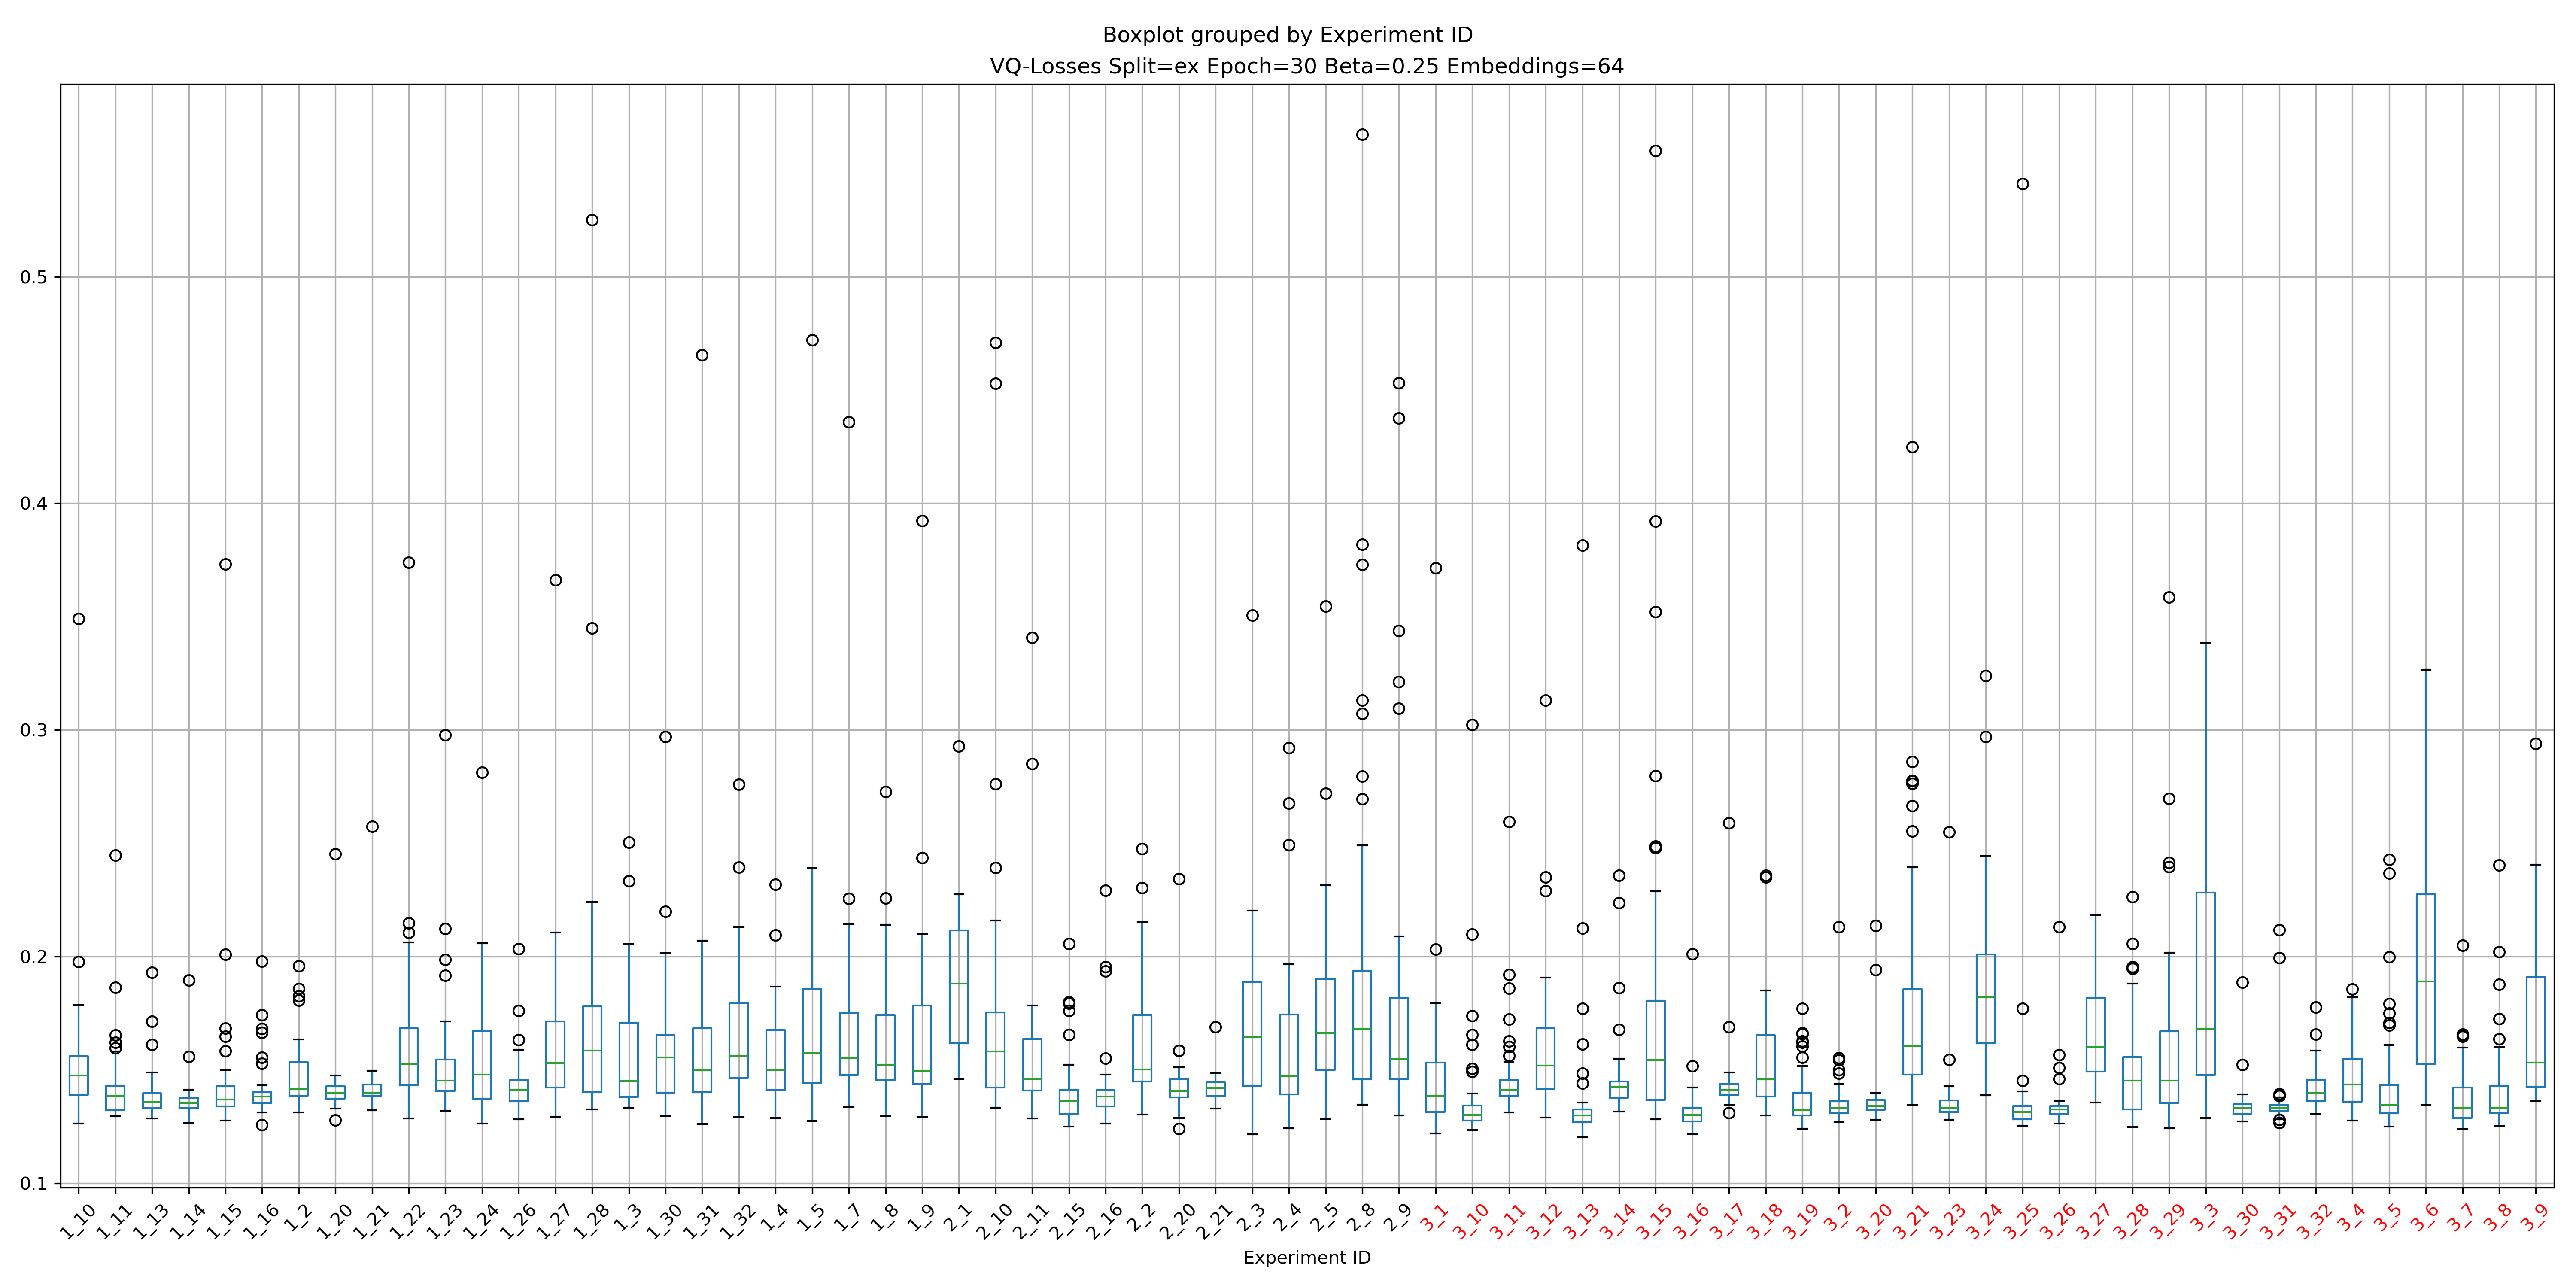 Boxplot grouped by Experiment ID
VQ-Losses Split=ex Epoch=30 Beta=0.25 Embeddings=64
0.5
0.4
0.3
0.2
0.1
1_10 1_11 1_13 1_14 1_15 1_16 1_2 1_20 1_21 1_22 1_23 1_24 1_26 1_27 1_28 1_3 1_30 1_31 1_32 1_4 1_5 1_7 1_8 1_9 2_1 2_10 2_11 2_15 2_16 2_2 2_20 2_21 2_3 2_4 2_5 2_8 2_9 3_1 3_10 3_11 3_12 3_13 3_14 3_15 3_16 3_17 3_18 3_19 3_2 3_20 3_21 3_23 3_24 3_25 3_26 3_27 3_28 3_29 3_3 3_30 3_31 3_32 3_4 3_5 3_6 3_7 3_8 3_9
Experiment ID